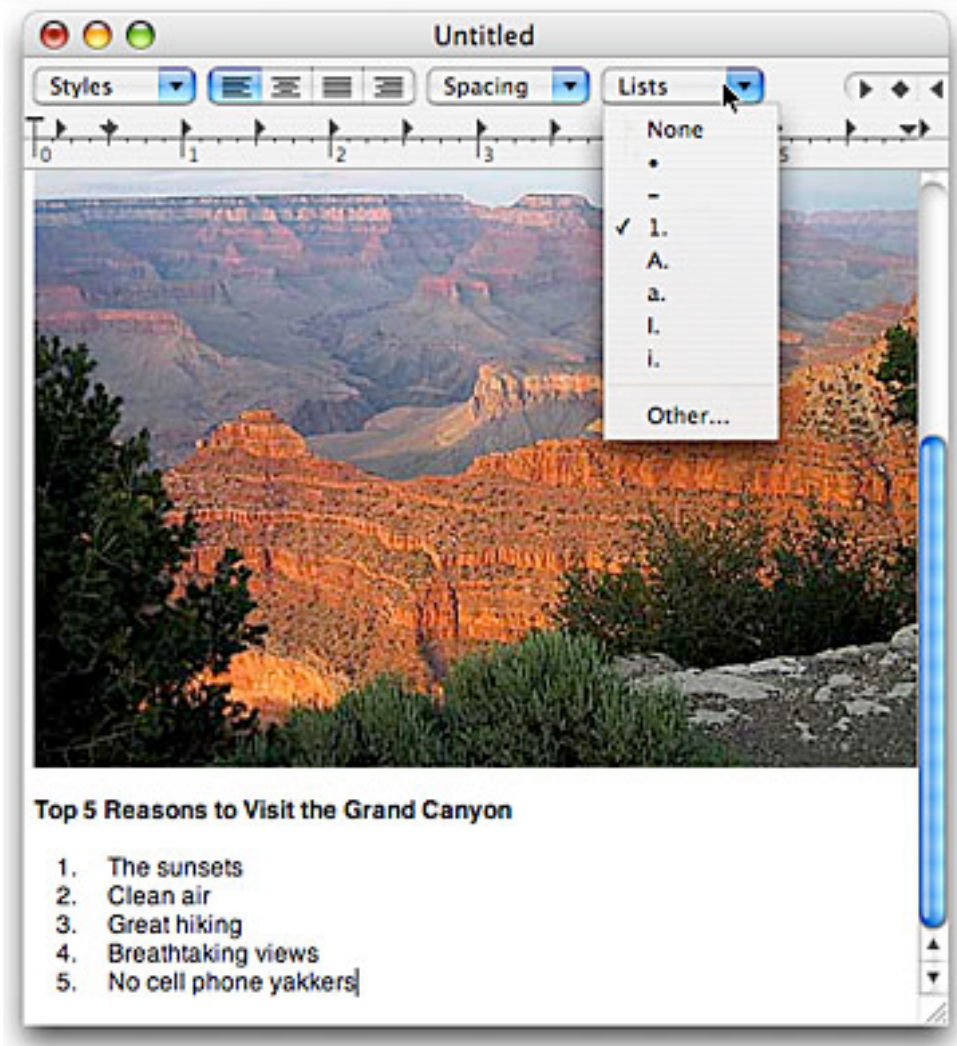 Untitled
Styles Spacing Lists
0 1 2 3 5
None
•
–
✓ 1.
A.
a.
I.
i.
Other...
Top 5 Reasons to Visit the Grand Canyon
1. The sunsets
2. Clean air
3. Great hiking
4. Breathtaking views
5. No cell phone yakkers